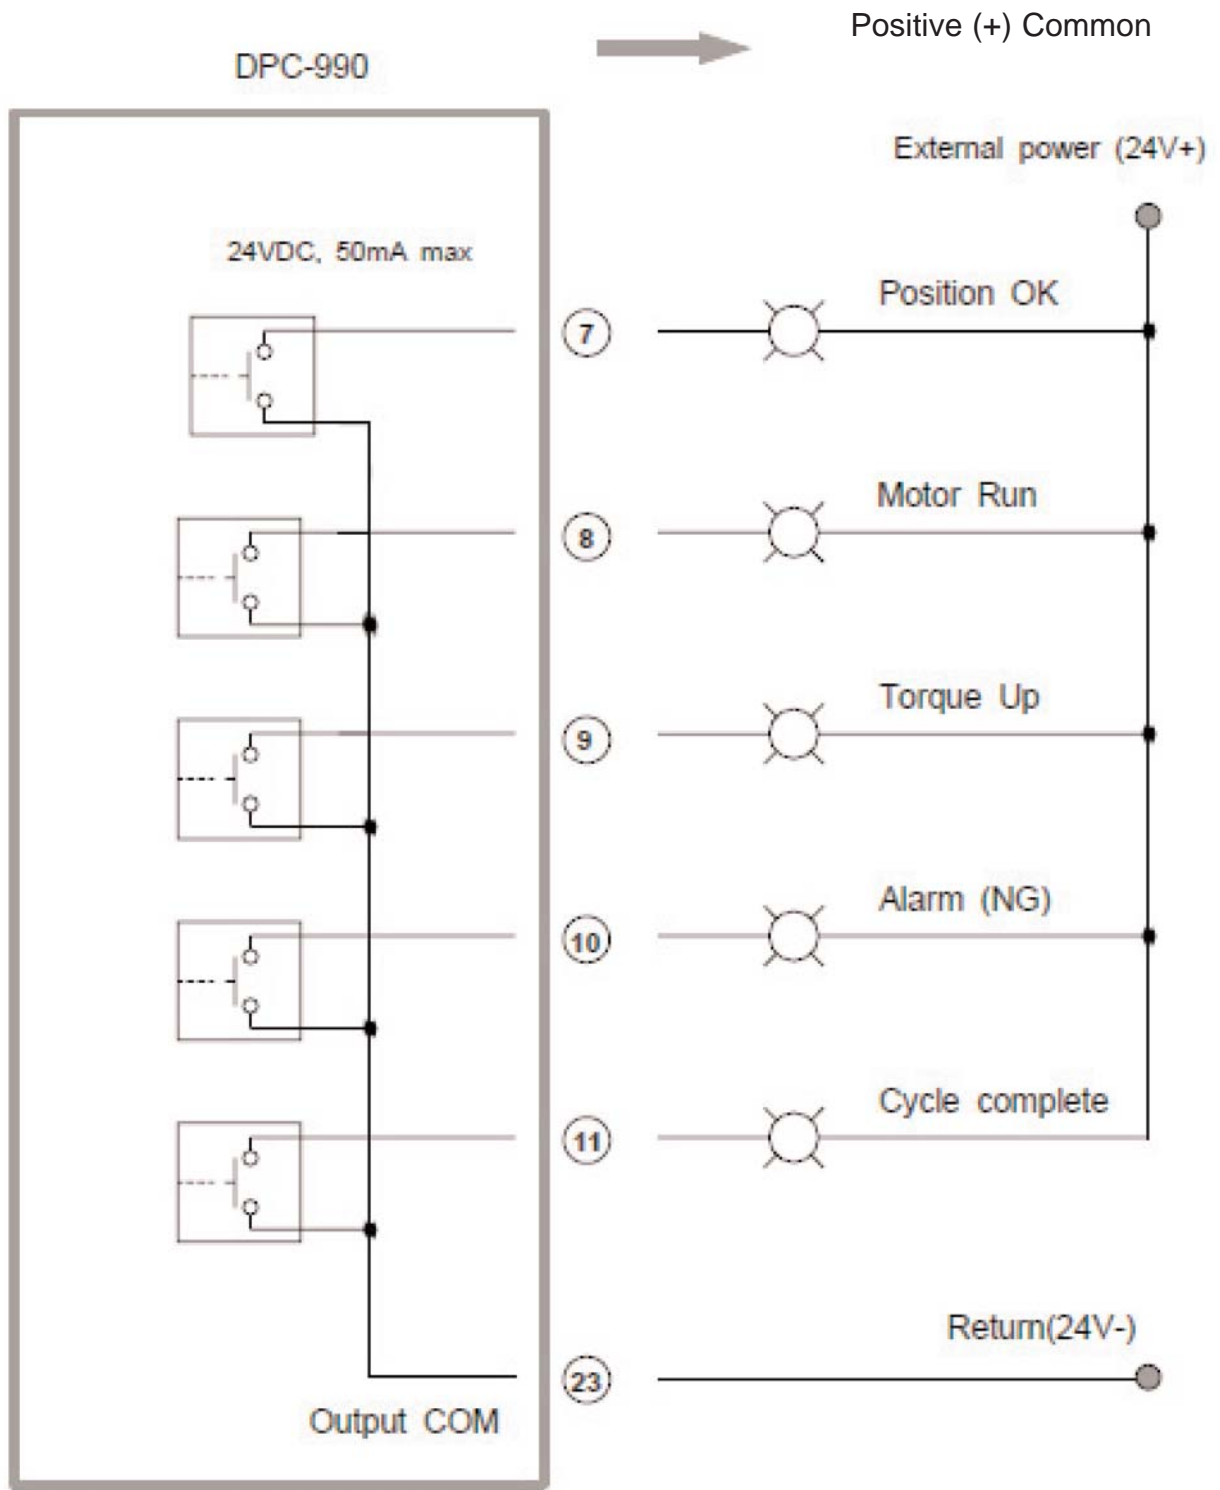 Positive (+) Common
DPC-990
External power (24V+)
24VDC, 50mA max
Position OK
7
Motor Run
8
Torque Up
9
Alarm (NG)
10
Cycle complete
11
Return(24V-)
23
Output COM